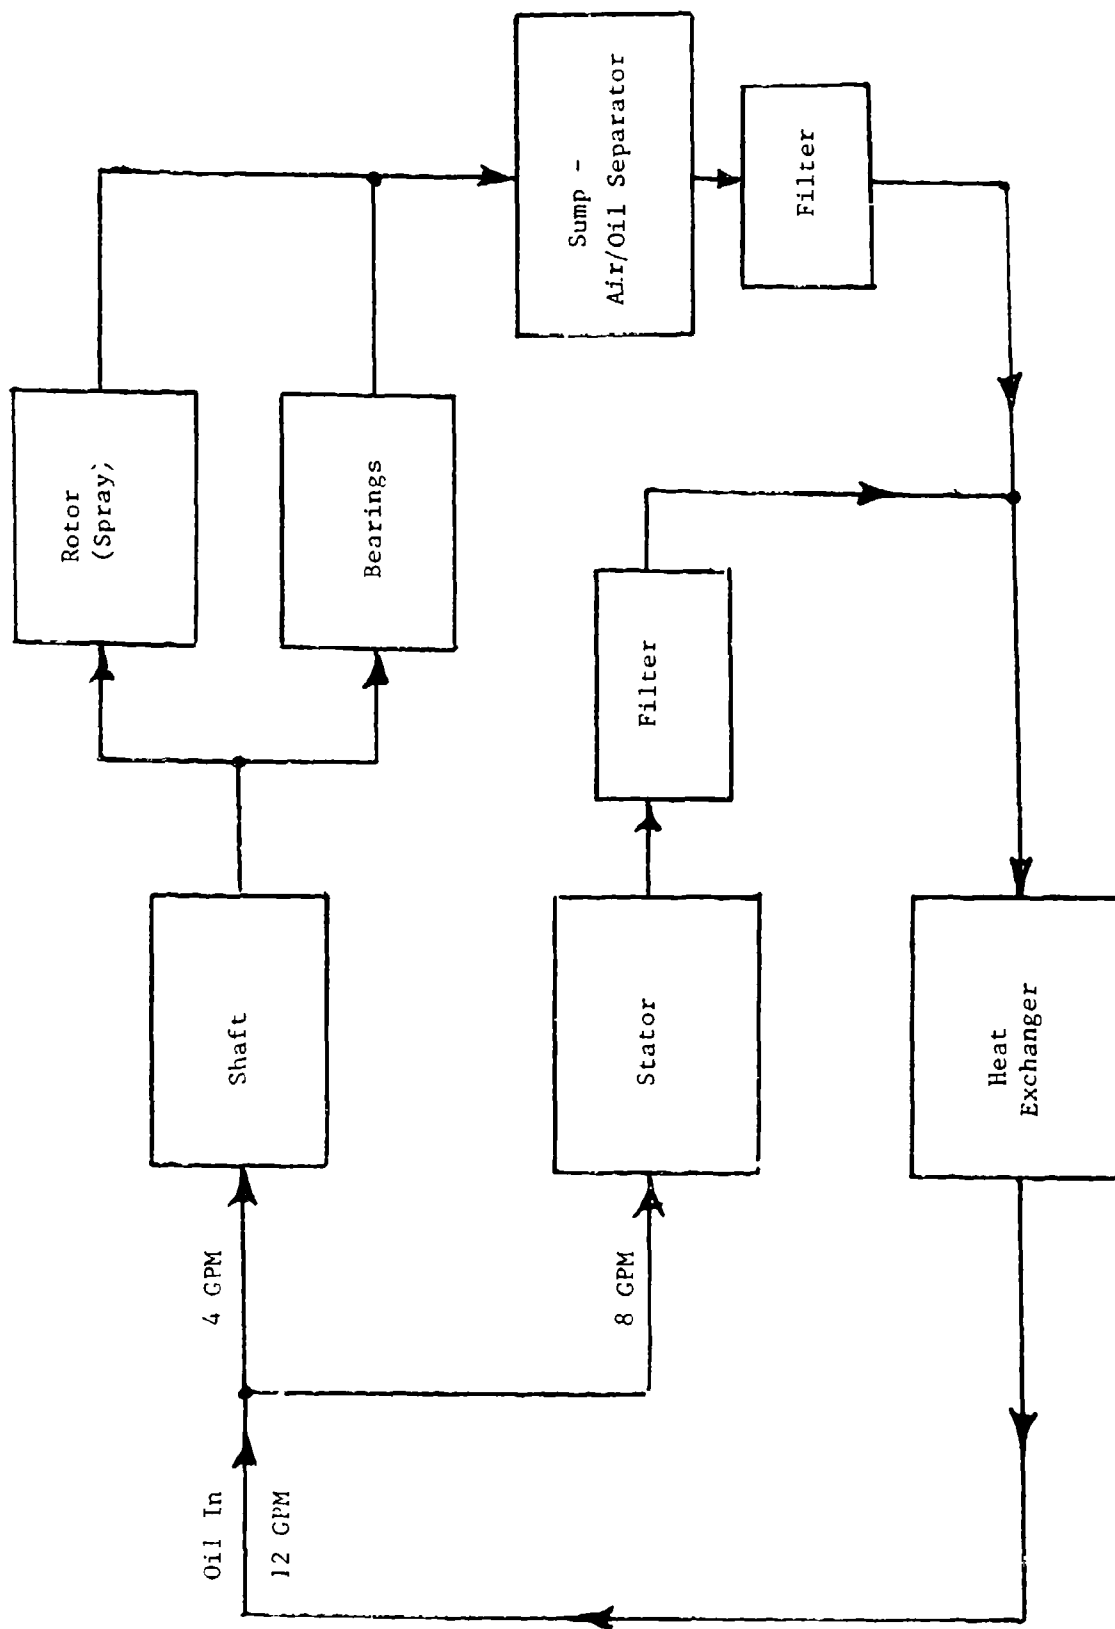 Oil In
12 GPM
4 GPM
8 GPM
Shaft
Stator
Heat
Exchanger
Rotor
(Spray)
Bearings
Filter
Sump -
Air/Oil Separator
Filter